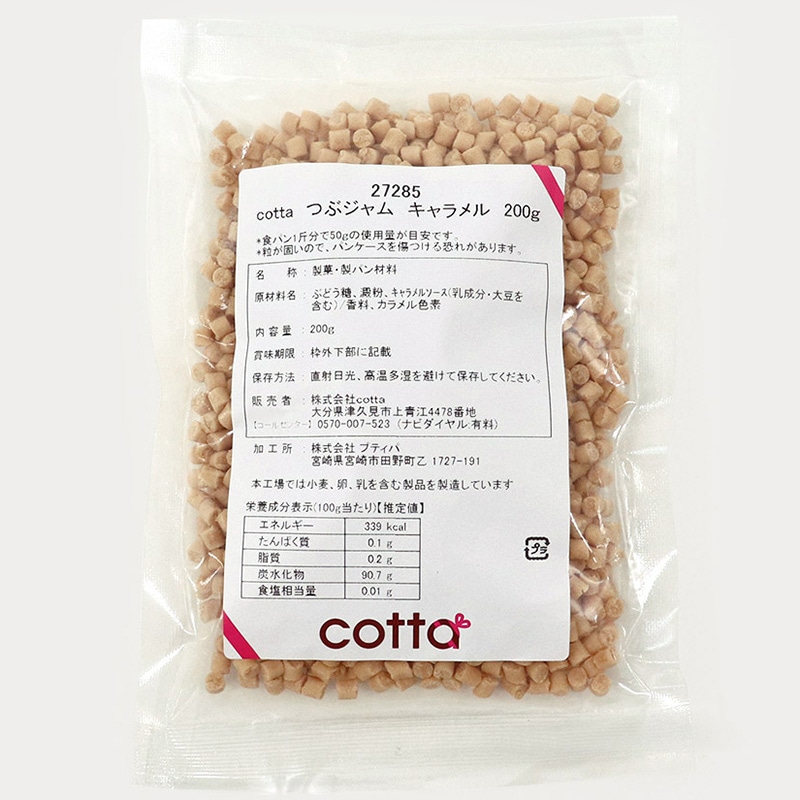 27285
cotta つぶジャム キャラメル 200g
*食パン1斤分で50gの使用量が目安です。
*粒が固いので、パンケースを傷つける恐れがあります。
名 称：製菓・製パン材料
原材料名：ぶどう糖、澱粉、キャラメルソース(乳成分・大豆を
含む)/香料、カラメル色素
内容量：200g
賞味期限：枠外下部に記載
保存方法：直射日光、高温多湿を避けて保存してください。
販売者：株式会社cotta
大分県津久見市上青江4478番地
【コールセンター】0570-007-523（ナビダイヤル:有料）
加工所：株式会社 プティパ
宮崎県宮崎市田野町乙 1727-191
本工場では小麦、卵、乳を含む製品を製造しています
栄養成分表示(100g当たり)【推定値】
エネルギー 339 kcal
たんぱく質 0.1 g
脂質 0.2 g
炭水化物 90.7 g
食塩相当量 0.01 g
プラ
cotta